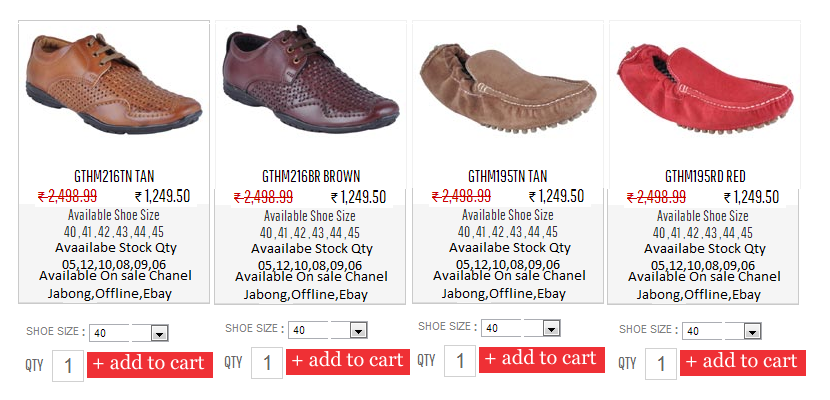 GTHM216TN TAN
₹ 2,498.99 ₹ 1,249.50
Available Shoe Size
40 , 41 , 42 , 43 , 44 , 45
Avaailabe Stock Qty
05,12,10,08,09,06
Available On sale Chanel
Jabong,Offline,Ebay
SHOE SIZE : 40
QTY 1 + add to cart
GTHM216BR BROWN
₹ 2,498.99 ₹ 1,249.50
Available Shoe Size
40 , 41 , 42 , 43 , 44 , 45
Avaailabe Stock Qty
05,12,10,08,09,06
Available On sale Chanel
Jabong,Offline,Ebay
SHOE SIZE : 40
QTY 1 + add to cart
GTHM195TN TAN
₹ 2,498.99 ₹ 1,249.50
Available Shoe Size
40 , 41 , 42 , 43 , 44 , 45
Avaailabe Stock Qty
05,12,10,08,09,06
Available On sale Chanel
Jabong,Offline,Ebay
SHOE SIZE : 40
QTY 1 + add to cart
GTHM195RD RED
₹ 2,498.99 ₹ 1,249.50
Available Shoe Size
40 , 41 , 42 , 43 , 44 , 45
Avaailabe Stock Qty
05,12,10,08,09,06
Available On sale Chanel
Jabong,Offline,Ebay
SHOE SIZE : 40
QTY 1 + add to cart